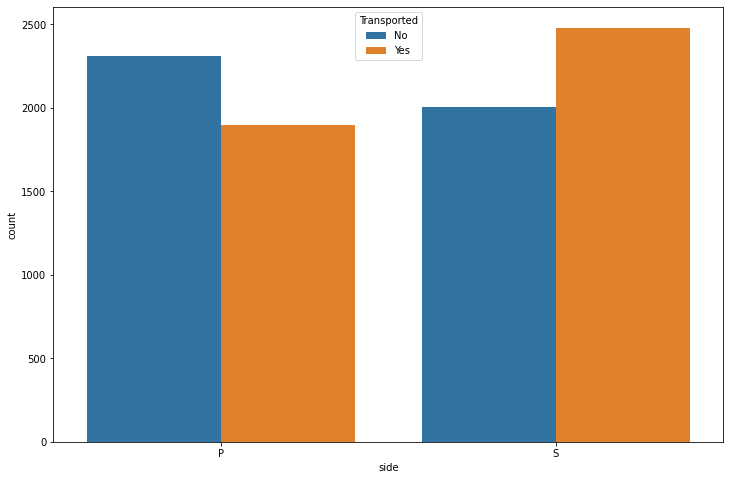 Transported
No
Yes
2500
2000
1500
1000
500
0
count
P
S
side